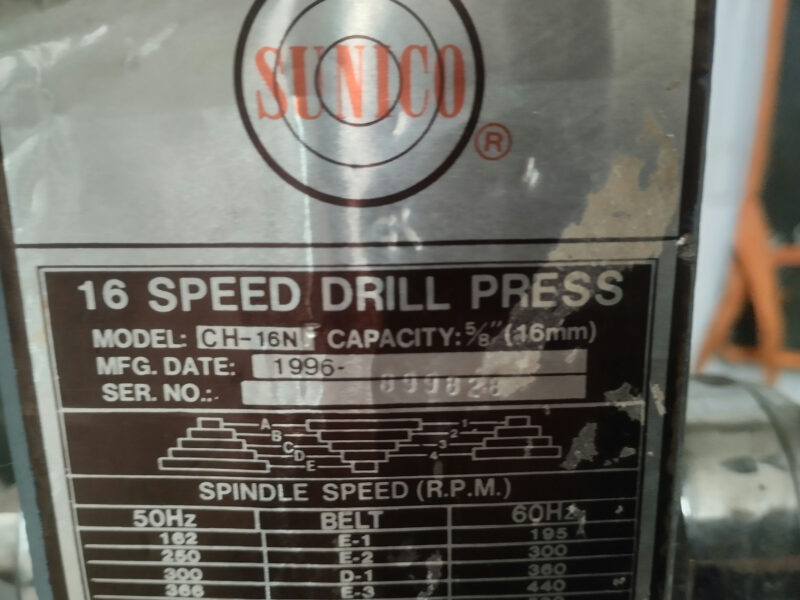 SUNICO
®
16 SPEED DRILL PRESS
MODEL: CH-16N F CAPACITY: 5/8" (16mm)
MFG. DATE: 1996-
SER. NO.:
A 1
B 2
C 3
D 4
E
SPINDLE SPEED (R.P.M.)
50Hz BELT 60Hz
162 E-1 195
250 E-2 300
300 D-1 360
366 E-3 440